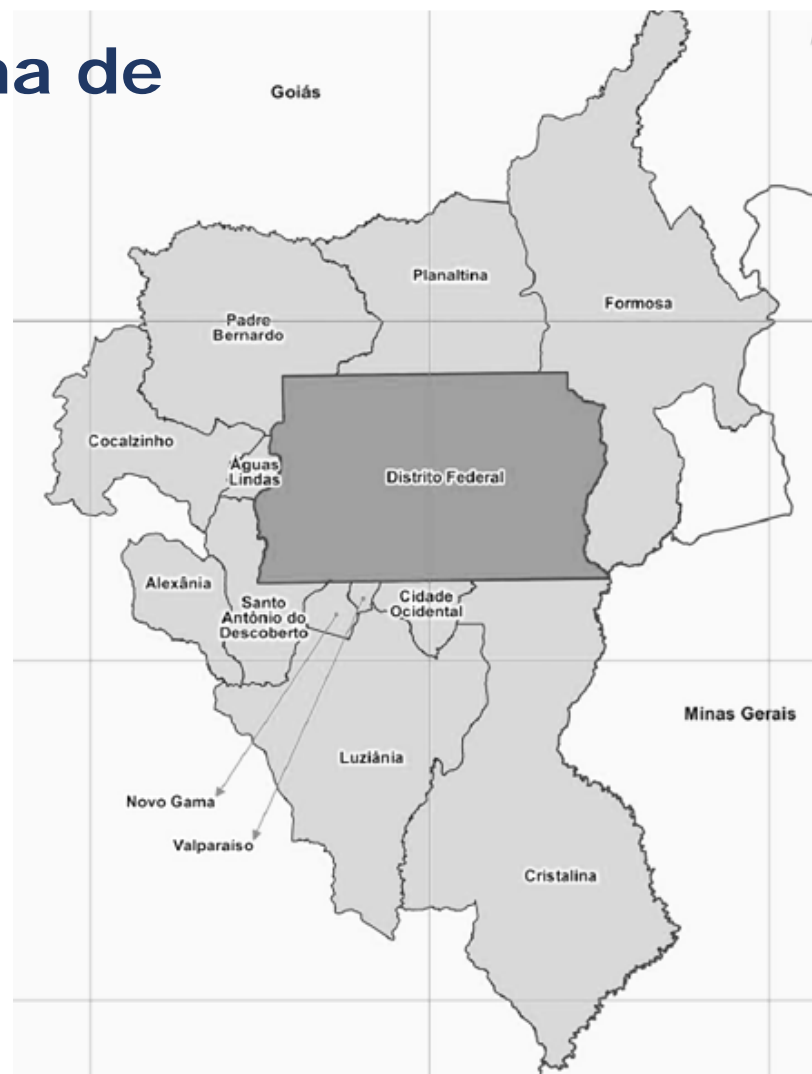 na de
Goiás
Planaltina
Formosa
Padre
Bernardo
Cocalzinho
Águas
Lindas
Distrito Federal
Alexânia
Santo
Antônio do
Descoberto
Cidade
Ocidental
Minas Gerais
Luziânia
Novo Gama
Valparaiso
Cristalina